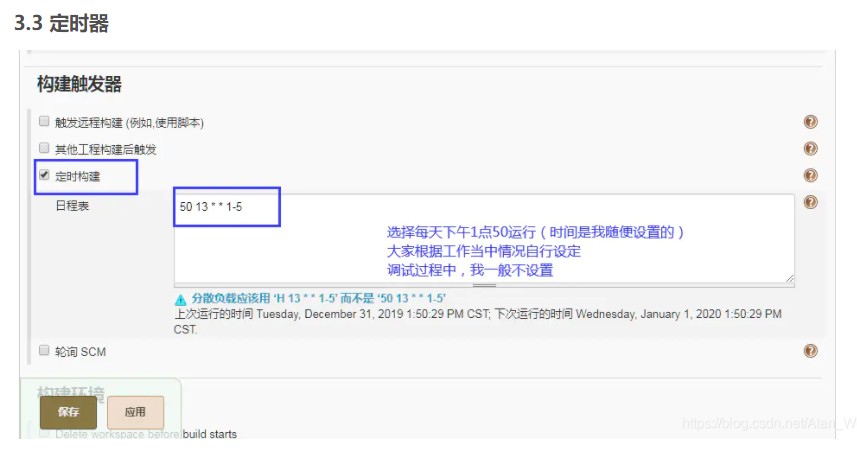 3.3 定时器
构建触发器
触发远程构建 (例如,使用脚本)
其他工程构建后触发
定时构建
日程表
50 13 * * 1-5
选择每天下午1点50运行（时间是我随便设置的）
大家根据工作当中情况自行设定
调试过程中，我一般不设置
分散负载应该用 ‘H 13 * * 1-5’ 而不是 ‘50 13 * * 1-5’
上次运行的时间 Tuesday, December 31, 2019 1:50:29 PM CST; 下次运行的时间 Wednesday, January 1, 2020 1:50:29 PM
CST.
轮询 SCM
构建环境
保存
应用
Delete workspace before build starts
https://blog.csdn.net/Alan_W